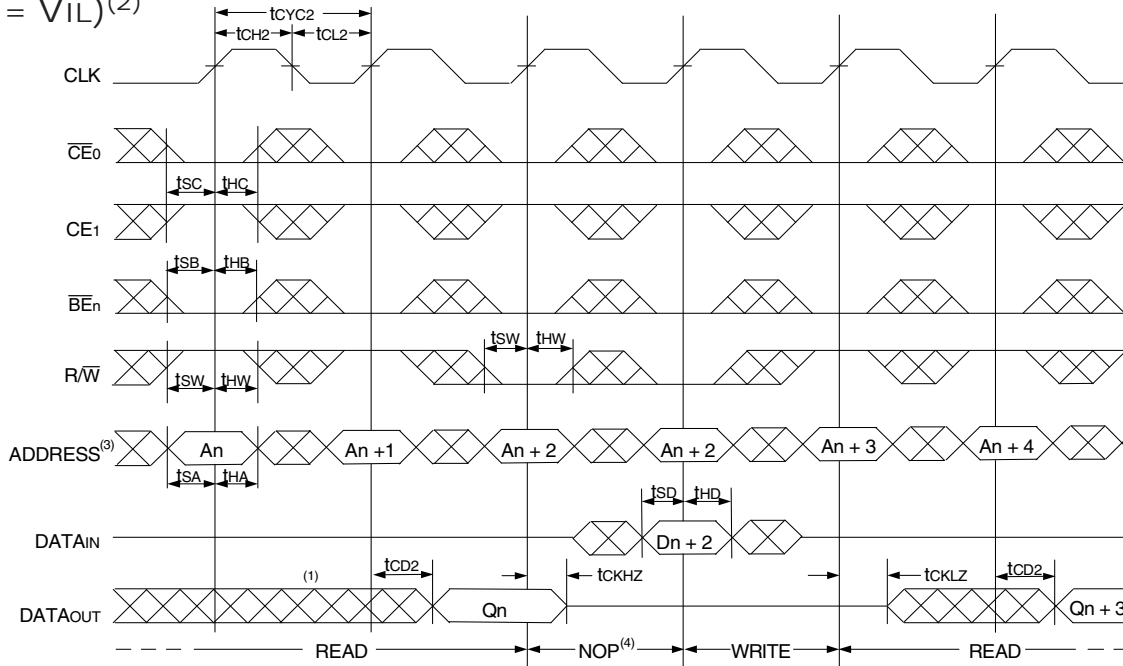 = VIL)(2)
tCYC2
tCH2 tCL2
CLK
CE0
tSC tHC
CE1
tSB tHB
BEn
tSW tHW
R/W
tSW tHW
ADDRESS(3) An An +1 An + 2 An + 2 An + 3 An + 4
tSA tHA
tSD tHD
DATAIN Dn + 2
(1) tCD2 tCKHZ tCKLZ tCD2
DATAOUT Qn Qn + 3
READ NOP(4) WRITE READ